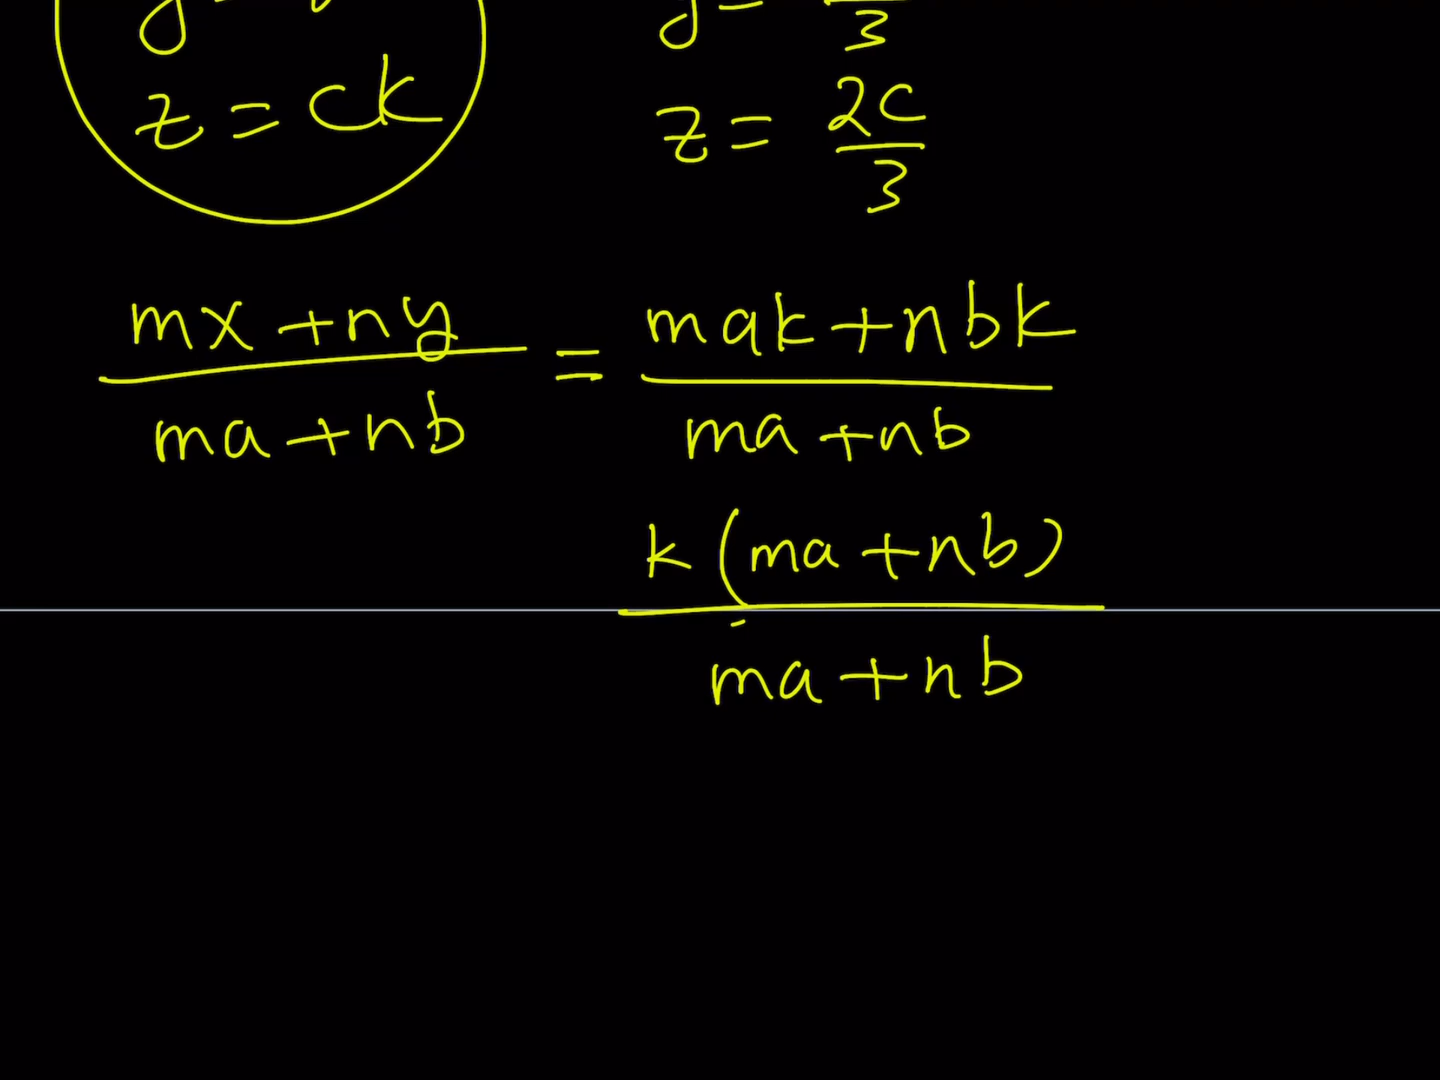 z = ck
z = 2c/3
(mx + ny)/(ma + nb) = (mak + nbk)/(ma + nb)
k(ma + nb)/(ma + nb)